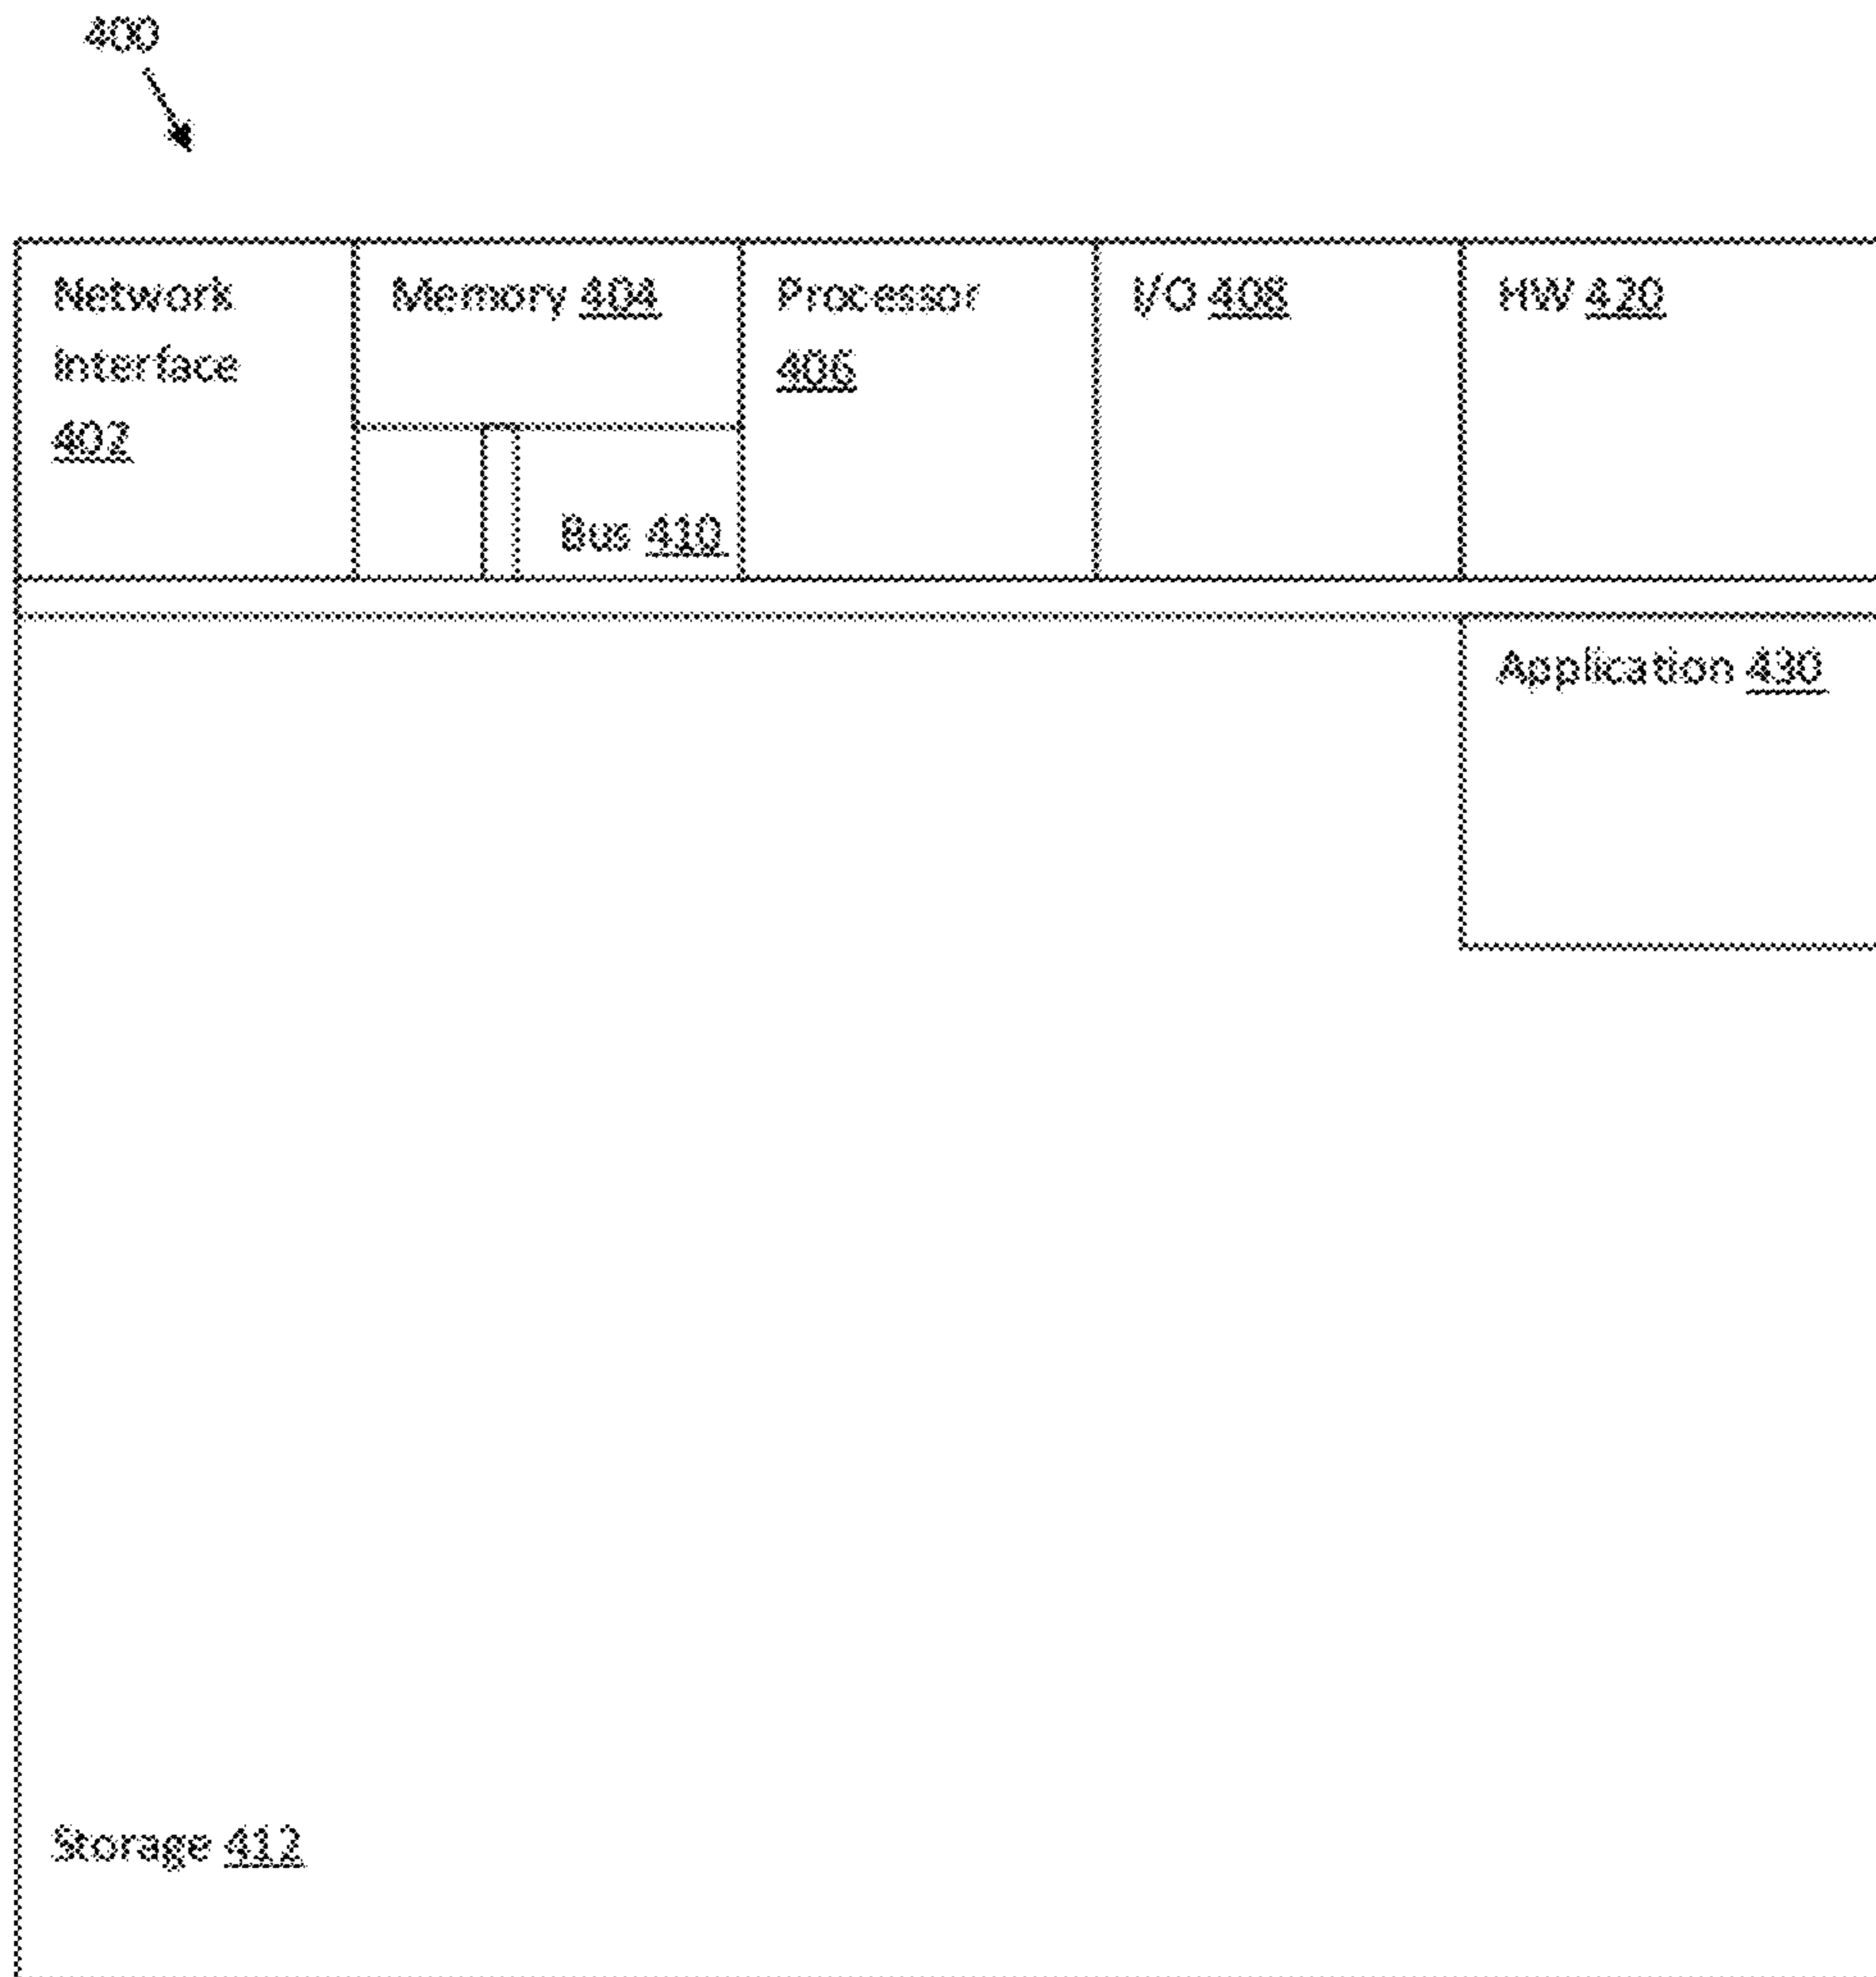 400
Network
Interface
402
Memory 404
Bus 410
Processor
406
I/O 408
HW 420
Application 430
Storage 412